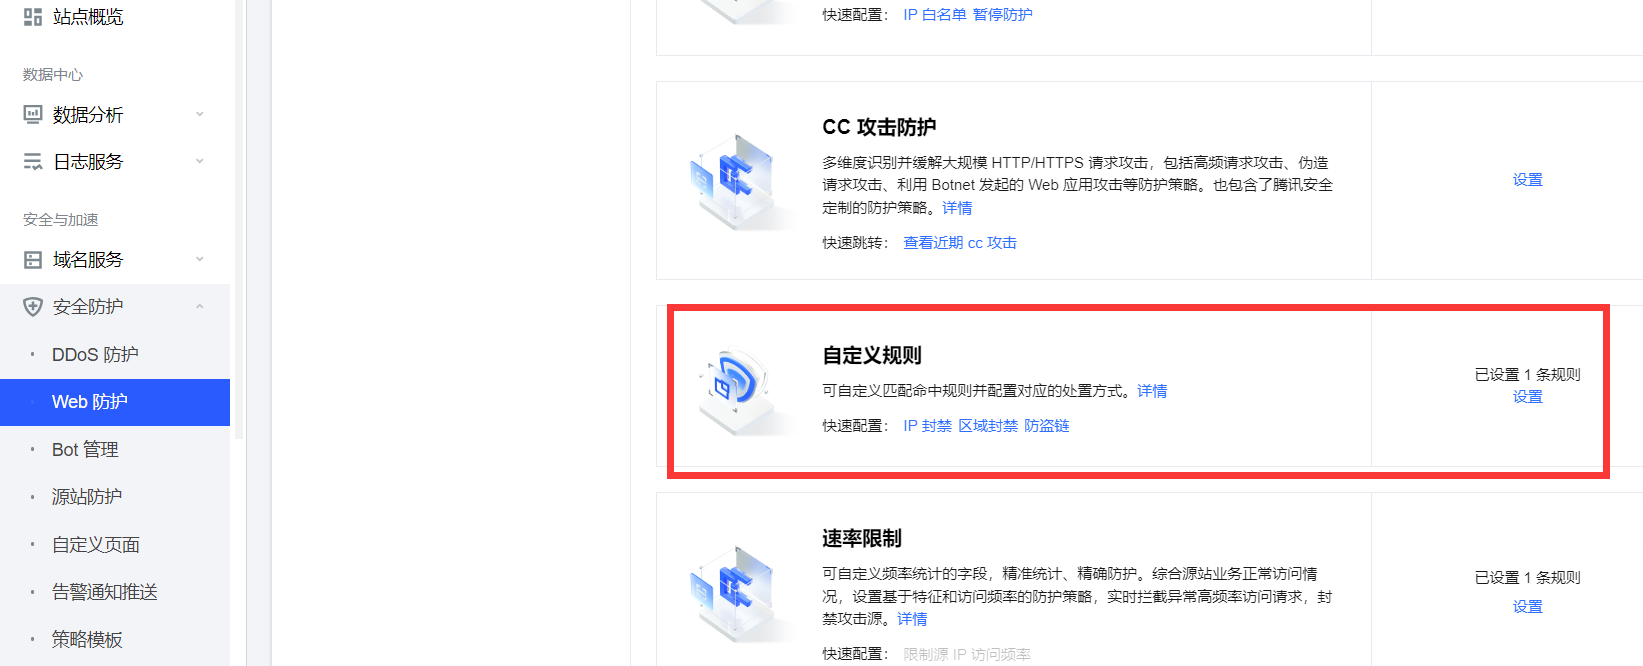 站点概览
数据中心
数据分析
日志服务
安全与加速
域名服务
安全防护
DDoS 防护
Web 防护
Bot 管理
源站防护
自定义页面
告警通知推送
策略模板
快速配置： IP 白名单 暂停防护
CC 攻击防护
多维度识别并缓解大规模 HTTP/HTTPS 请求攻击，包括高频请求攻击、伪造
请求攻击、利用 Botnet 发起的 Web 应用攻击等防护策略。也包含了腾讯安全
定制的防护策略。详情
快速跳转： 查看近期 cc 攻击
设置
自定义规则
可自定义匹配命中规则并配置对应的处置方式。详情
快速配置： IP 封禁 区域封禁 防盗链
已设置 1 条规则
设置
速率限制
可自定义频率统计的字段，精准统计、精确防护。综合源站业务正常访问情
况，设置基于特征和访问频率的防护策略，实时拦截异常高频率访问请求，封
禁攻击源。详情
快速配置： 限制源 IP 访问频率
已设置 1 条规则
设置